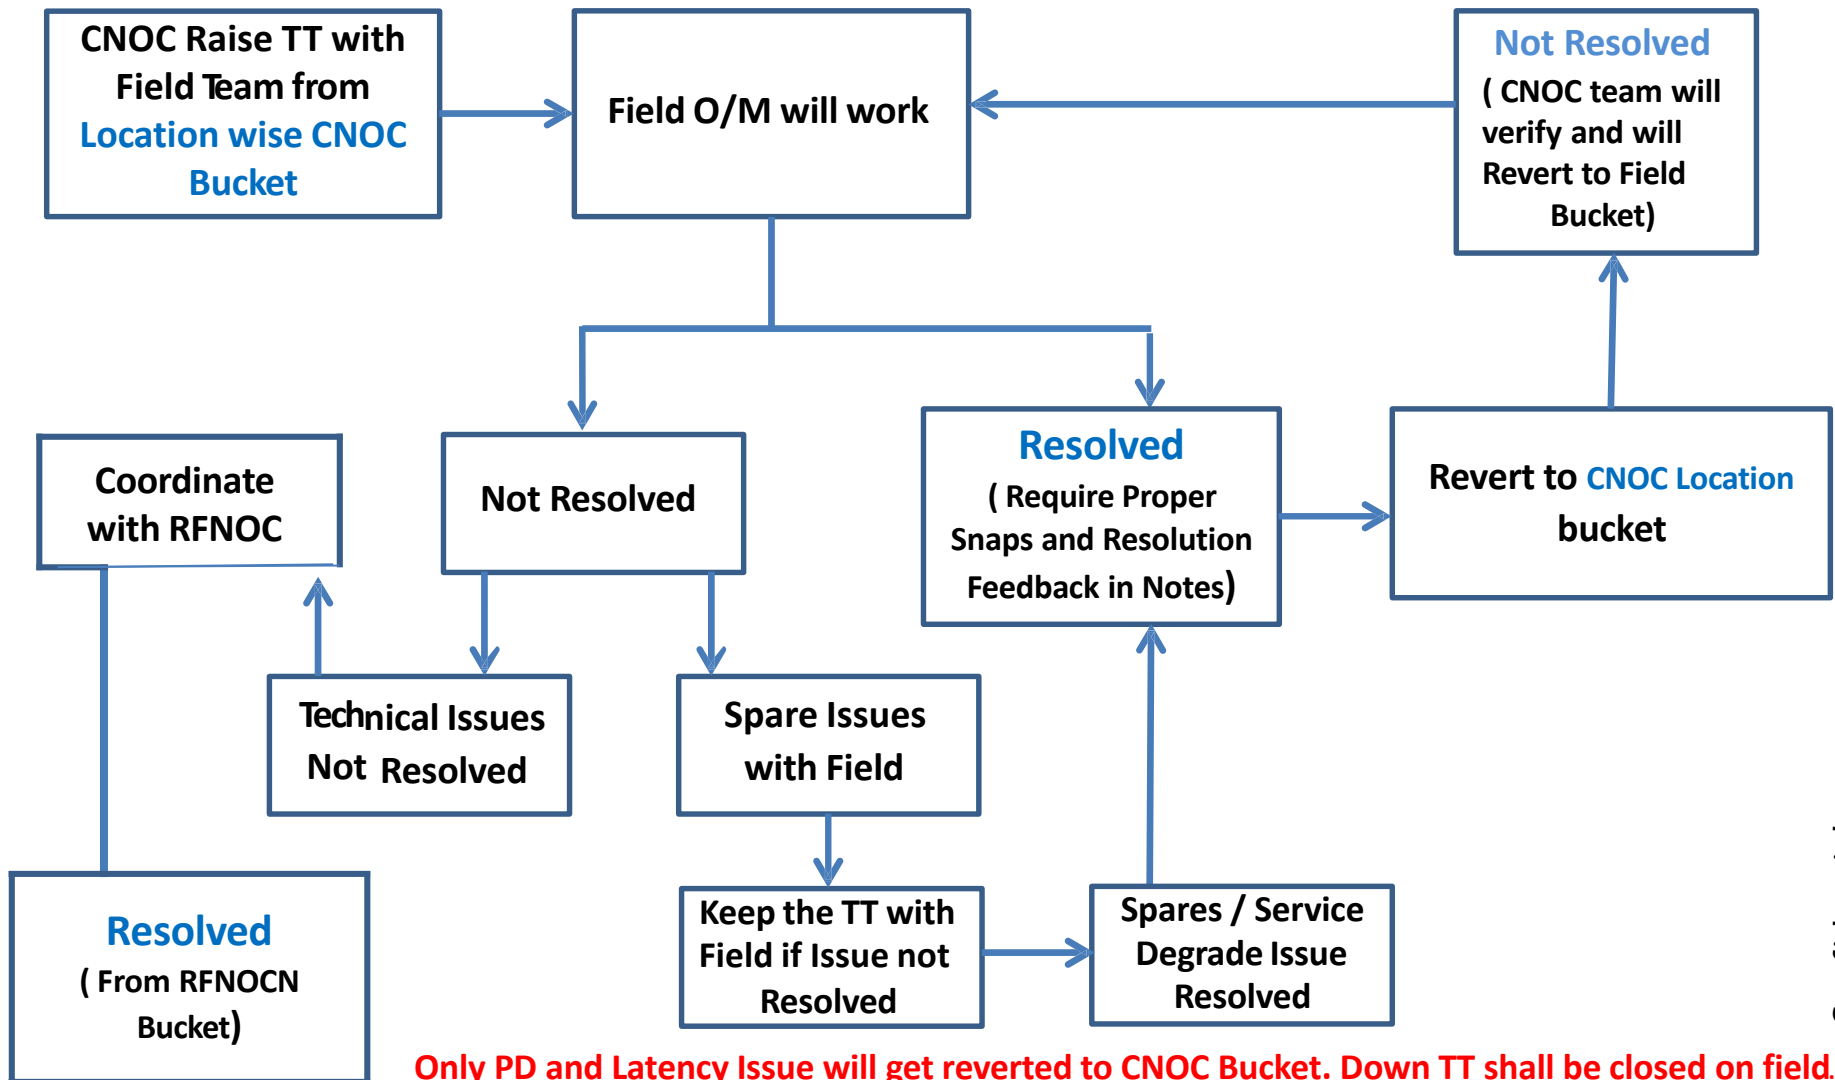 CNOC Raise TT with
Field Team from
Location wise CNOC
Bucket
Field O/M will work
Not Resolved
( CNOC team will
verify and will
Revert to Field
Bucket)
Coordinate
with RFNOC
Not Resolved
Resolved
( Require Proper
Snaps and Resolution
Feedback in Notes)
Revert to CNOC Location
bucket
Technical Issues
Not Resolved
Spare Issues
with Field
Resolved
( From RFNOCN
Bucket)
Keep the TT with
Field if Issue not
Resolved
Spares / Service
Degrade Issue
Resolved
Only PD and Latency Issue will get reverted to CNOC Bucket. Down TT shall be closed on field.